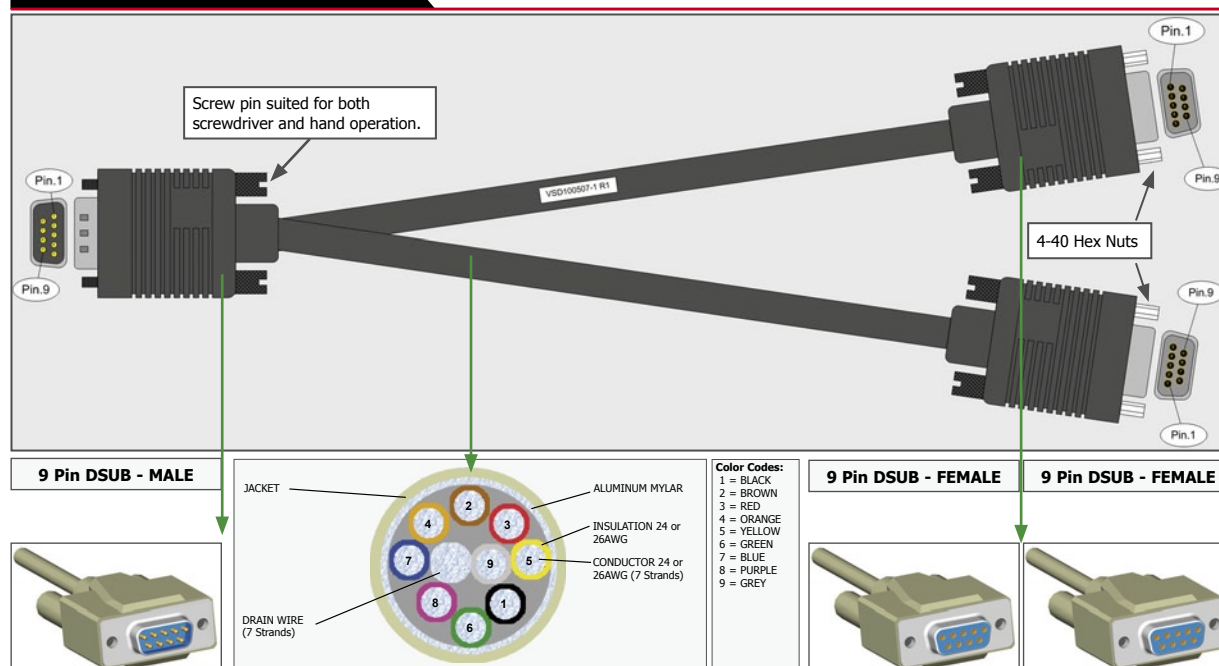 Pin.1
Screw pin suited for both
screwdriver and hand operation.
Pin.1
VSD100507-1 R1
Pin.9
4-40 Hex Nuts
Pin.9
Pin.9
Pin.1
9 Pin DSUB - MALE
JACKET
ALUMINUM MYLAR
INSULATION 24 or
26AWG
CONDUCTOR 24 or
26AWG (7 Strands)
DRAIN WIRE
(7 Strands)
2
4
3
7
9
5
8
1
6
Color Codes:
1 = BLACK
2 = BROWN
3 = RED
4 = ORANGE
5 = YELLOW
6 = GREEN
7 = BLUE
8 = PURPLE
9 = GREY
9 Pin DSUB - FEMALE
9 Pin DSUB - FEMALE